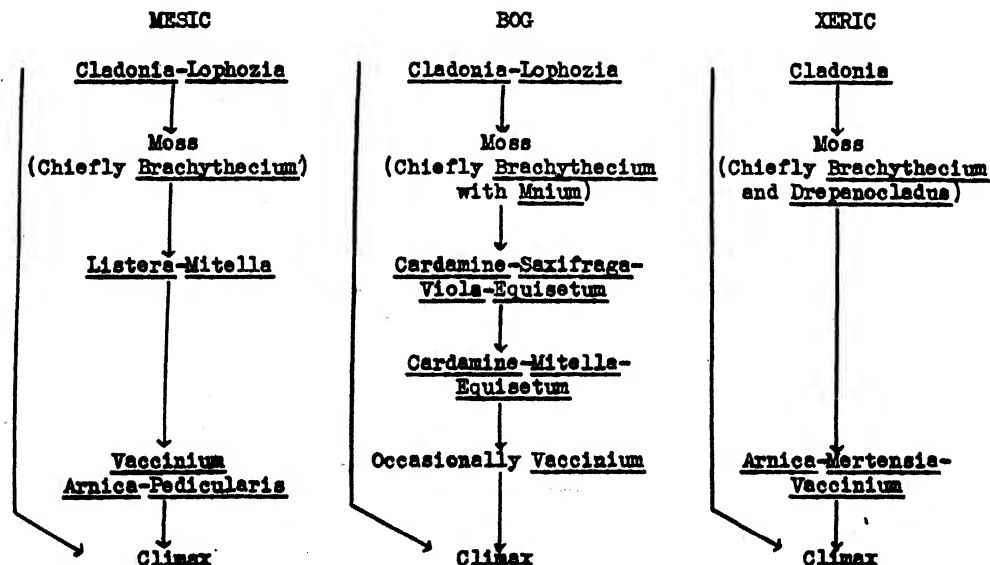 MESIC
Cladonia-Lophozia
Moss
(Chiefly Brachythecium)
Listera-Mitella
Vaccinium
Arnica-Pedicularis
Climax
BOG
Cladonia-Lophozia
Moss
(Chiefly Brachythecium
with Mnium)
Cardamine-Saxifraga-
Viola-Equisetum
Cardamine-Mitella-
Equisetum
Occasionally Vaccinium
Climax
XERIC
Cladonia
Moss
(Chiefly Brachythecium
and Drepanocladus)
Arnica-Mertensia-
Vaccinium
Climax